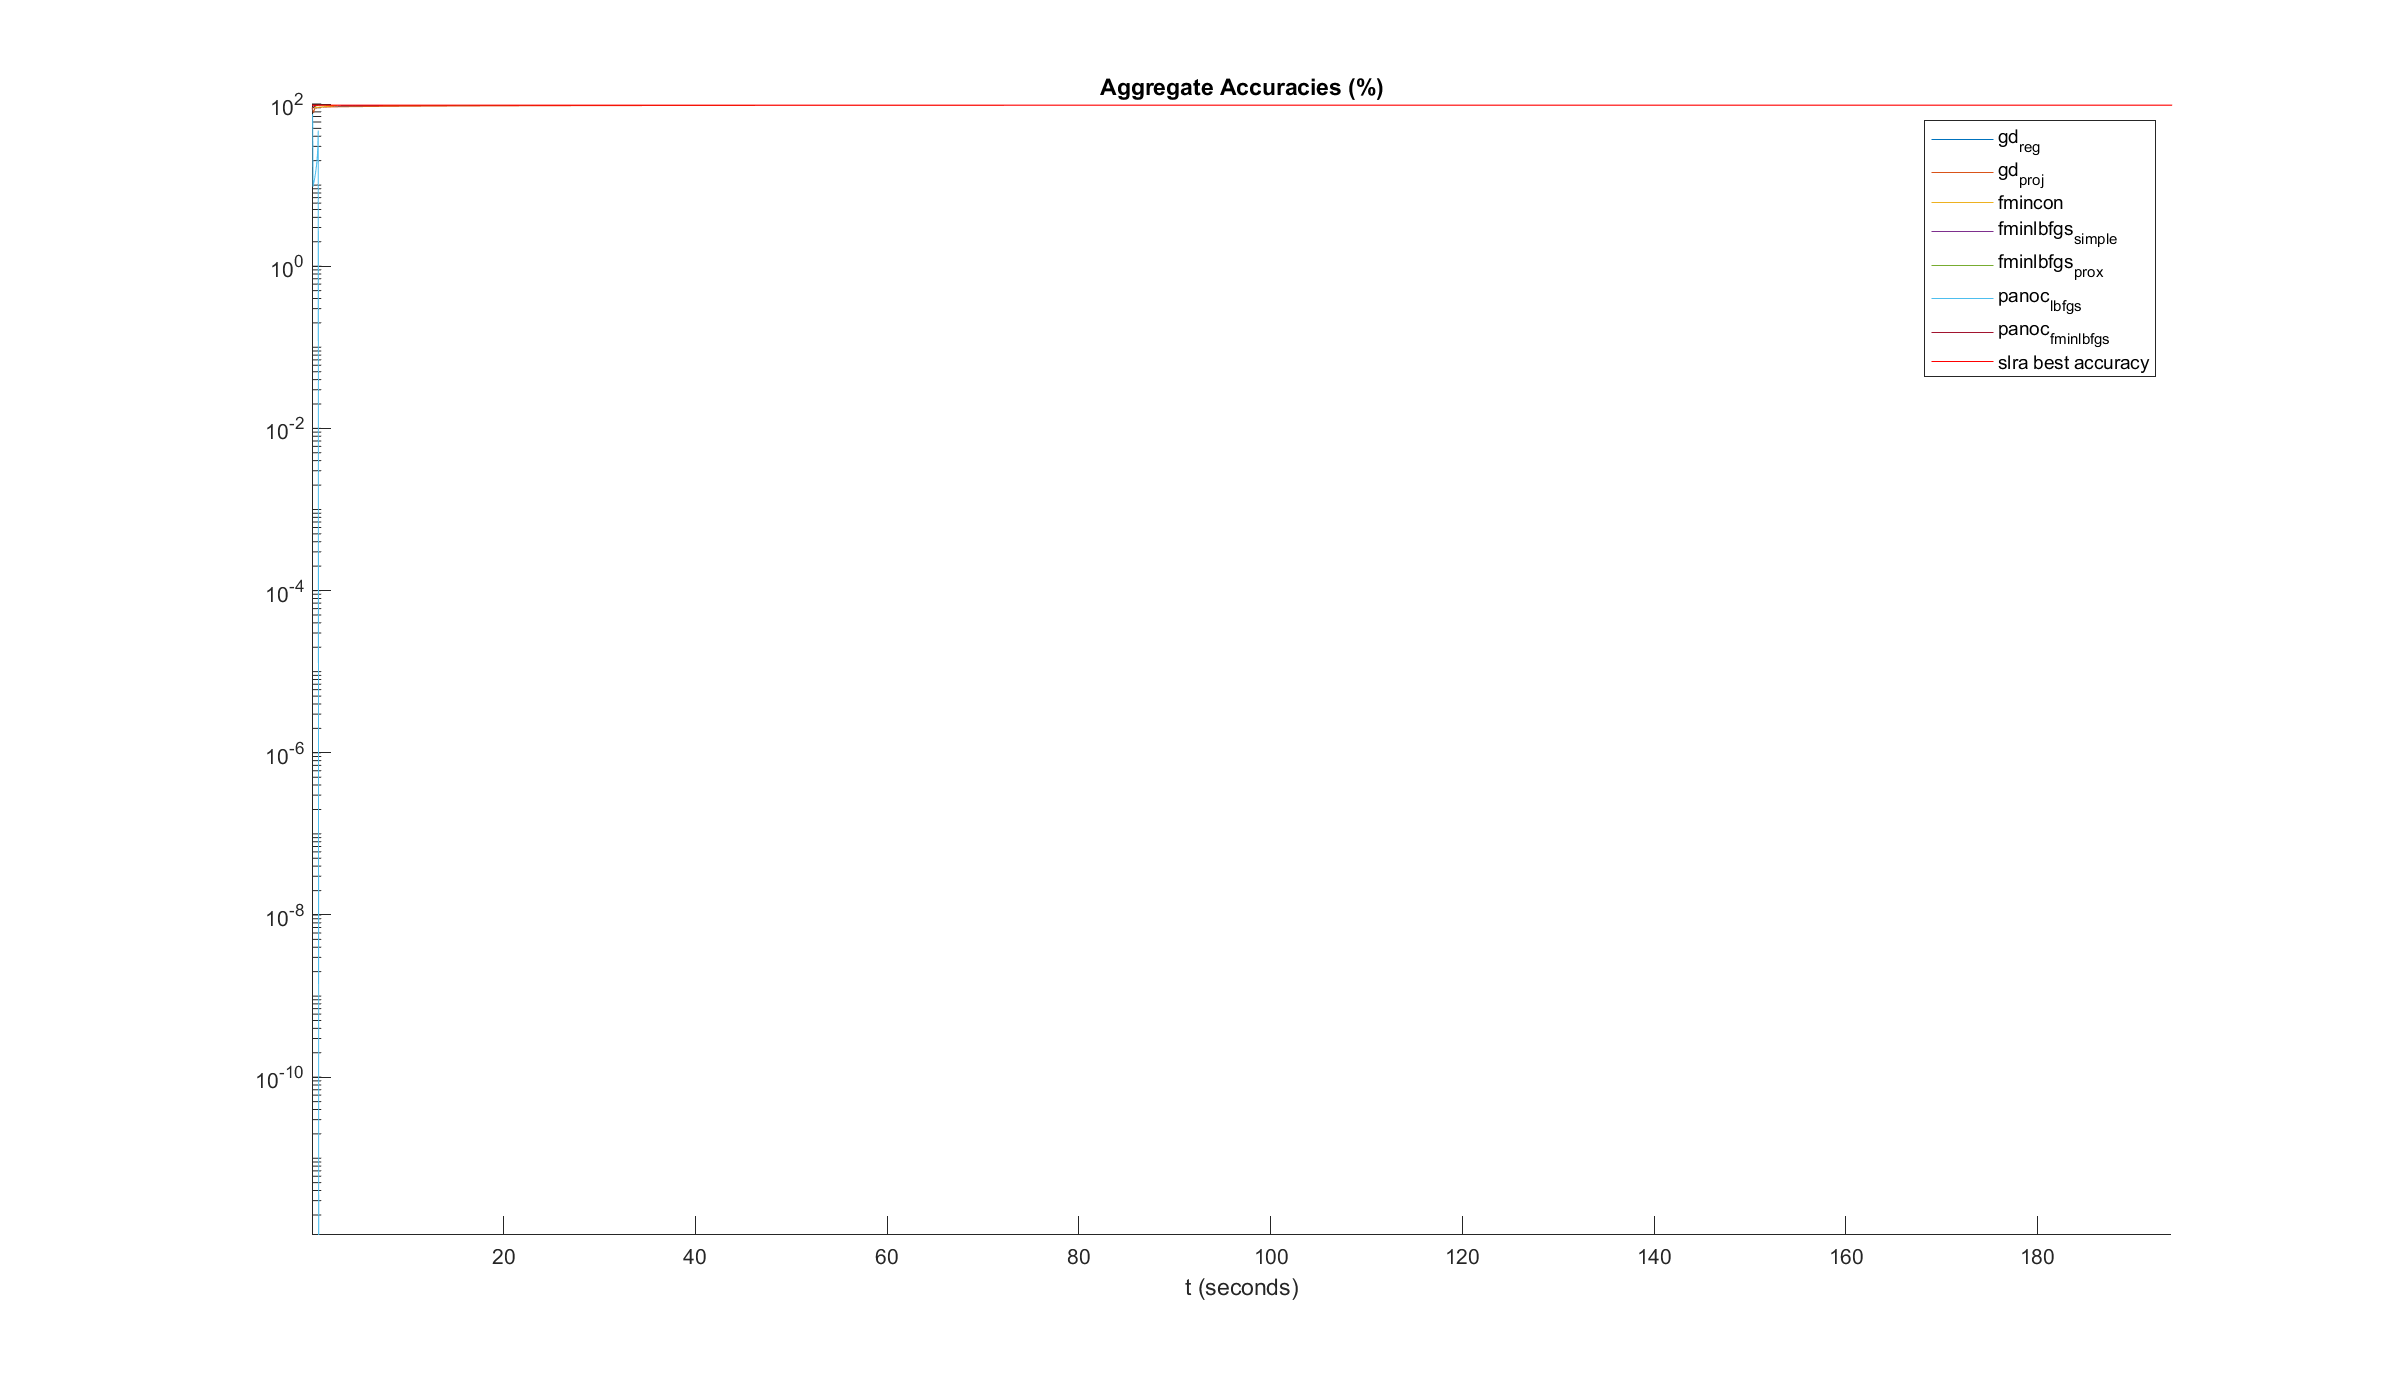 Aggregate Accuracies (%)
10^2
10^0
10^-2
10^-4
10^-6
10^-8
10^-10
gd_reg
gd_proj
fmincon
fminlbfgs_simple
fminlbfgs_prox
panoc_lbfgs
panoc_fminlbfgs
slra best accuracy
20 40 60 80 100 120 140 160 180
t (seconds)